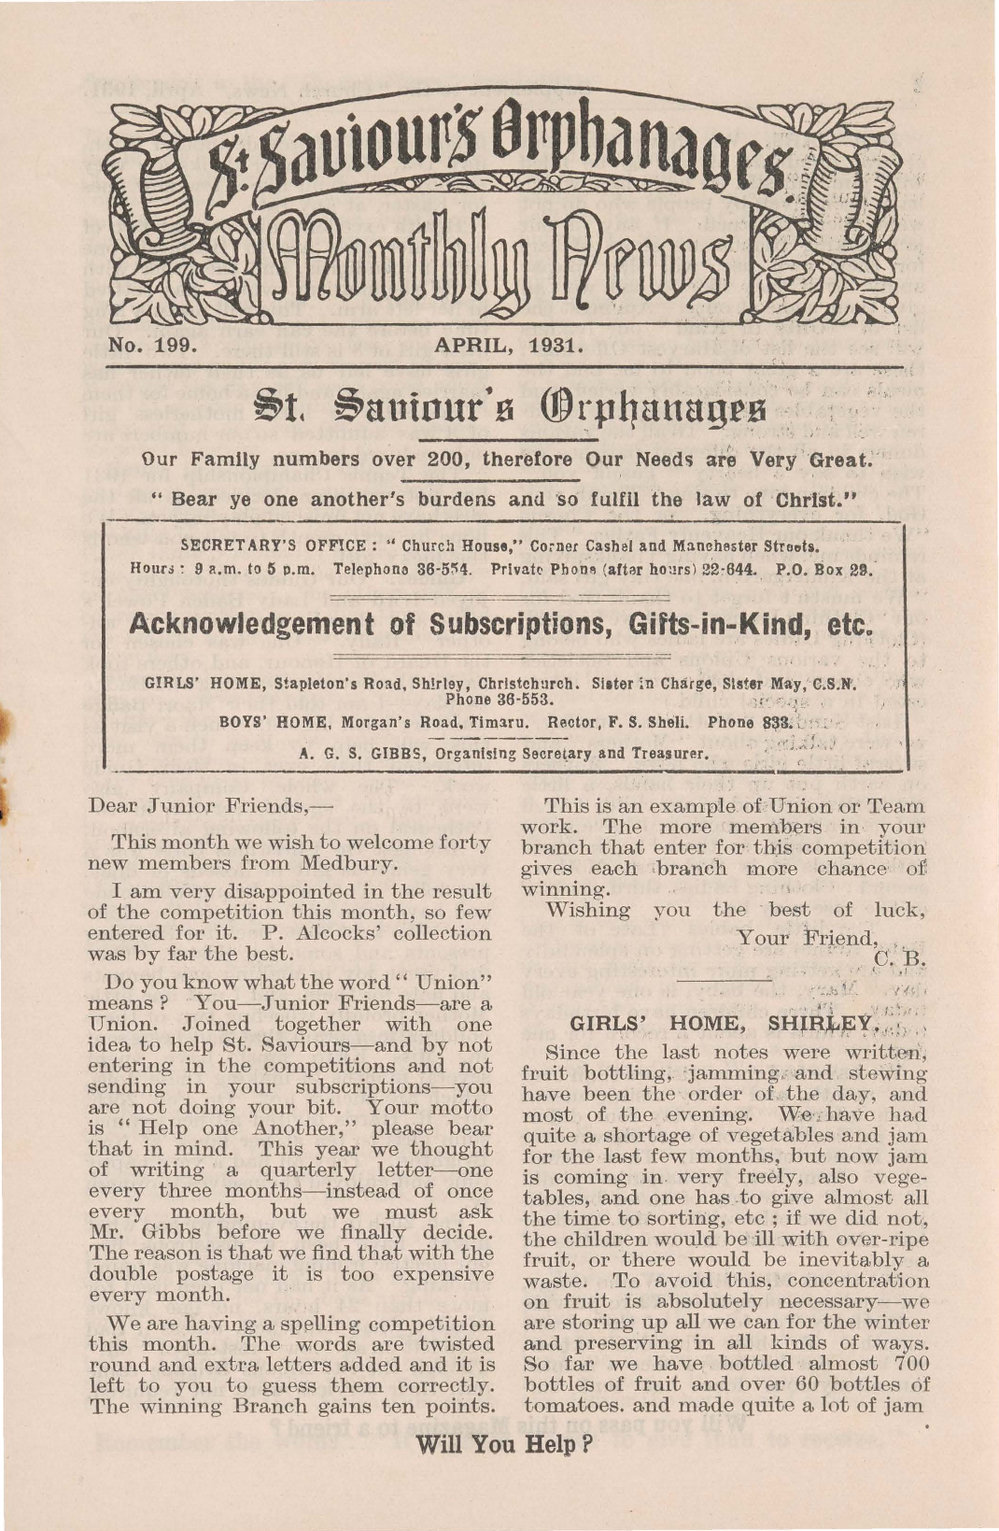 St. Saviour's Orphanages.
Monthly News
No. 199.
APRIL, 1931.
St. Saviour's Orphanages
Our Family numbers over 200, therefore Our Needs are Very Great.
" Bear ye one another's burdens and so fulfil the law of Christ."
SECRETARY'S OFFICE : " Church House," Corner Cashel and Manchester Streets.
Hours : 9 a.m. to 5 p.m. Telephone 36-554. Private Phone (after hours) 22-644. P.O. Box 29.
Acknowledgement of Subscriptions, Gifts-in-Kind, etc.
GIRLS' HOME, Stapleton's Road, Shirley, Christchurch. Sister in Charge, Sister May, C.S.N.
Phone 36-553.
BOYS' HOME, Morgan's Road, Timaru. Rector, F. S. Shell. Phone 833.
A. G. S. GIBBS, Organising Secretary and Treasurer.
Dear Junior Friends,—
This month we wish to welcome forty
new members from Medbury.
I am very disappointed in the result
of the competition this month, so few
entered for it. P. Alcocks' collection
was by far the best.
Do you know what the word " Union"
means ? You—Junior Friends—are a
Union. Joined together with one
idea to help St. Saviours—and by not
entering in the competitions and not
sending in your subscriptions—you
are not doing your bit. Your motto
is " Help one Another," please bear
that in mind. This year we thought
of writing a quarterly letter—one
every three months—instead of once
every month, but we must ask
Mr. Gibbs before we finally decide.
The reason is that we find that with the
double postage it is too expensive
every month.
We are having a spelling competition
this month. The words are twisted
round and extra letters added and it is
left to you to guess them correctly.
The winning Branch gains ten points.
This is an example of Union or Team
work. The more members in your
branch that enter for this competition
gives each branch more chance of
winning.
Wishing you the best of luck,
Your Friend,
C. B.
GIRLS' HOME, SHIRLEY.
Since the last notes were written,
fruit bottling, jamming and stewing
have been the order of the day, and
most of the evening. We have had
quite a shortage of vegetables and jam
for the last few months, but now jam
is coming in very freely, also vege-
tables, and one has to give almost all
the time to sorting, etc ; if we did not,
the children would be ill with over-ripe
fruit, or there would be inevitably a
waste. To avoid this, concentration
on fruit is absolutely necessary—we
are storing up all we can for the winter
and preserving in all kinds of ways.
So far we have bottled almost 700
bottles of fruit and over 60 bottles of
tomatoes. and made quite a lot of jam
Will You Help ?